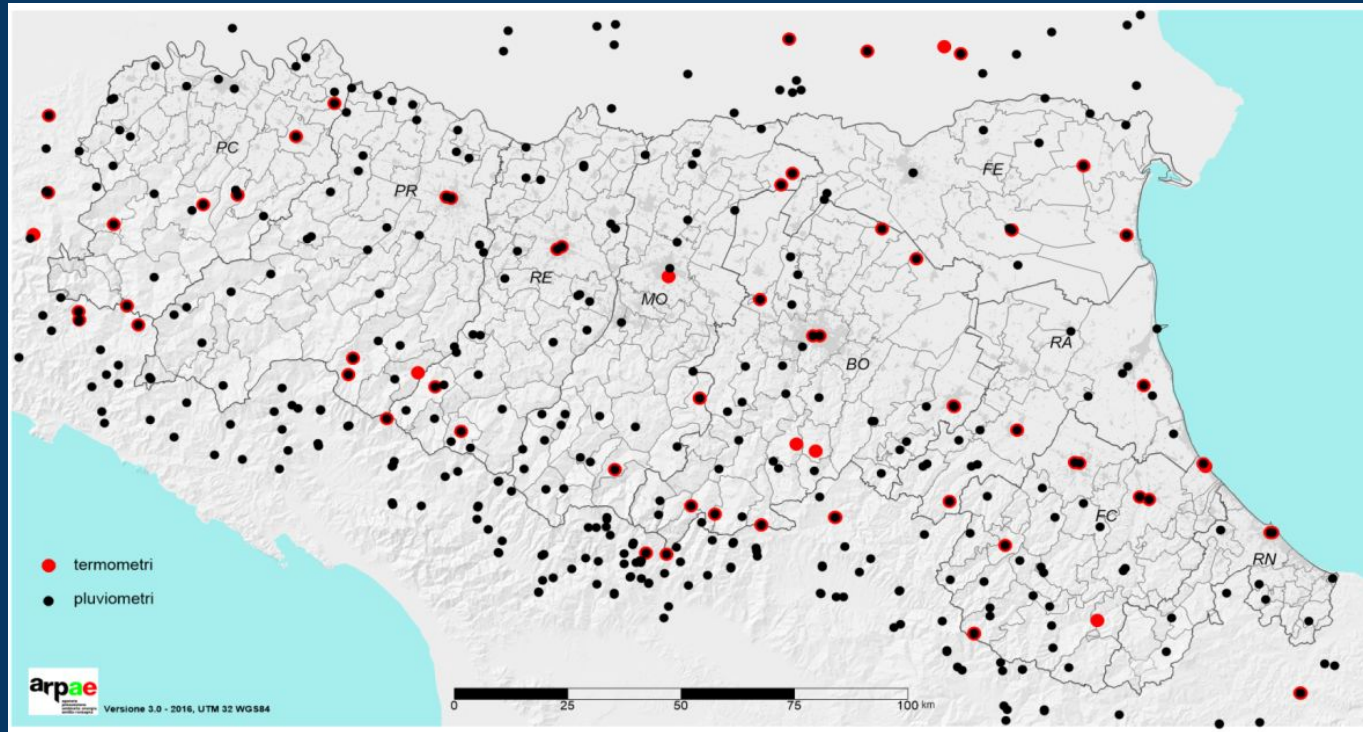 PC
PR
FE
RE
MO
BO
RA
FC
RN
termometri
pluviometri
arpae
Versione 3.0 - 2016, UTM 32 WGS84
0 25 50 75 100 km